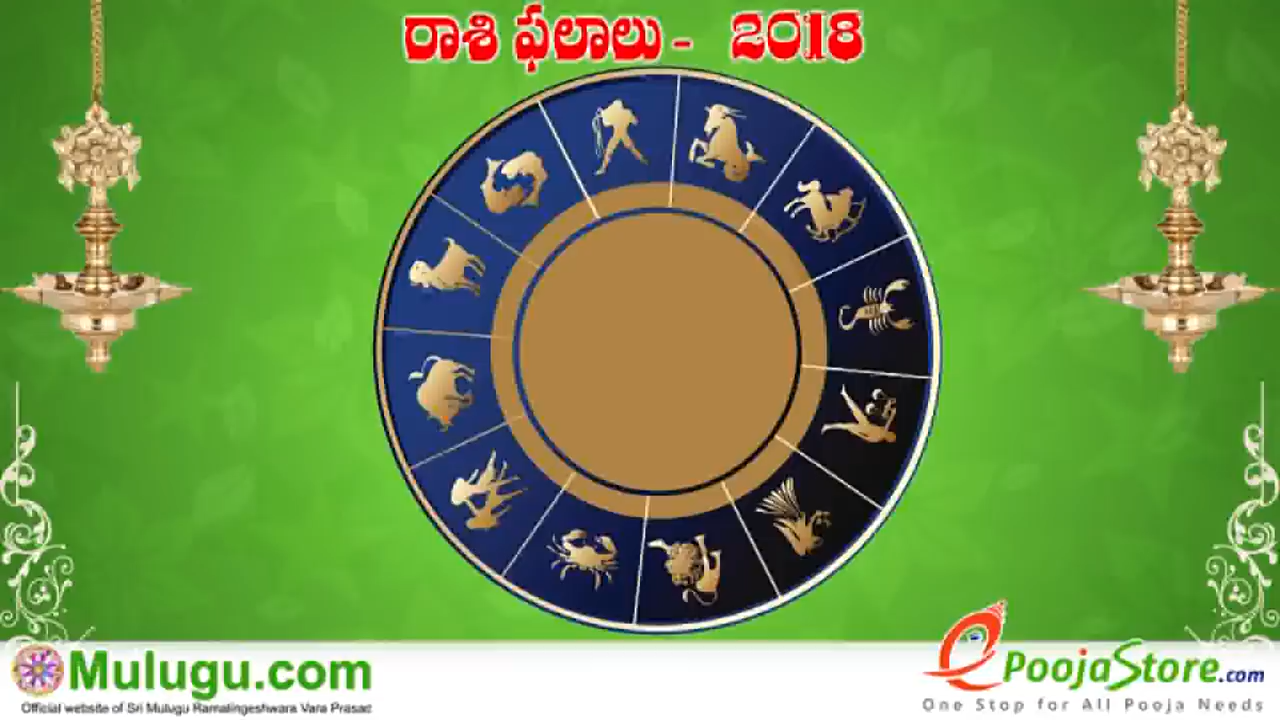 రాశి ఫలాలు - 2018
Mulugu.com
Official website of Sri Mulugu Ramalingeshwara Vara Prasad
ePoojaStore.com
One Stop for All Pooja Needs